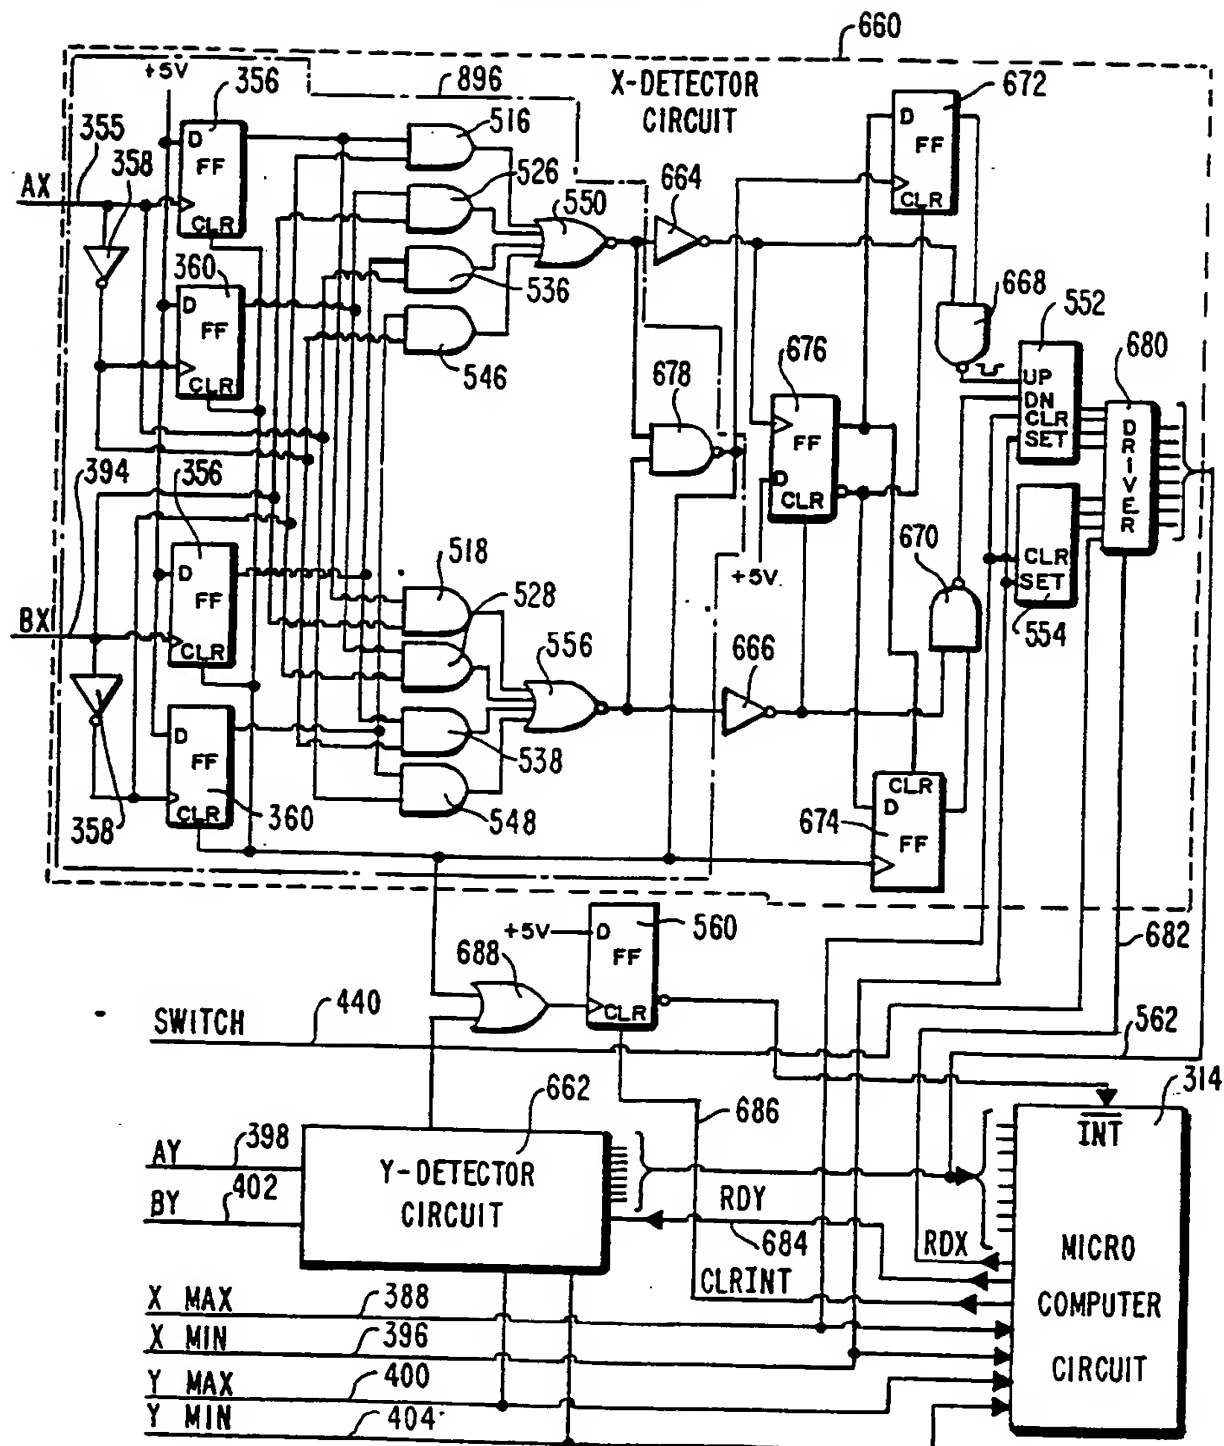 660
+5V
356
896
X-DETECTOR
CIRCUIT
672
516
355
358
D
FF
CLR
D
FF
CLR
526
550
664
AX
360
D
FF
CLR
536
668
552
680
546
676
678
UP
DN
CLR
SET
FF
D
CLR
DRIVER
394
356
518
670
D
FF
528
+5V
CLR
SET
554
BX
556
666
D
FF
CLR
538
CLR
D
FF
358
360
548
674
+5V
D
FF
CLR
560
688
682
SWITCH
440
562
662
686
314
INT
AY
398
Y-DETECTOR
CIRCUIT
BY
402
RDY
684
RDX
MICRO
COMPUTER
CIRCUIT
CLRINT
X MAX
388
X MIN
396
Y MAX
400
Y MIN
404